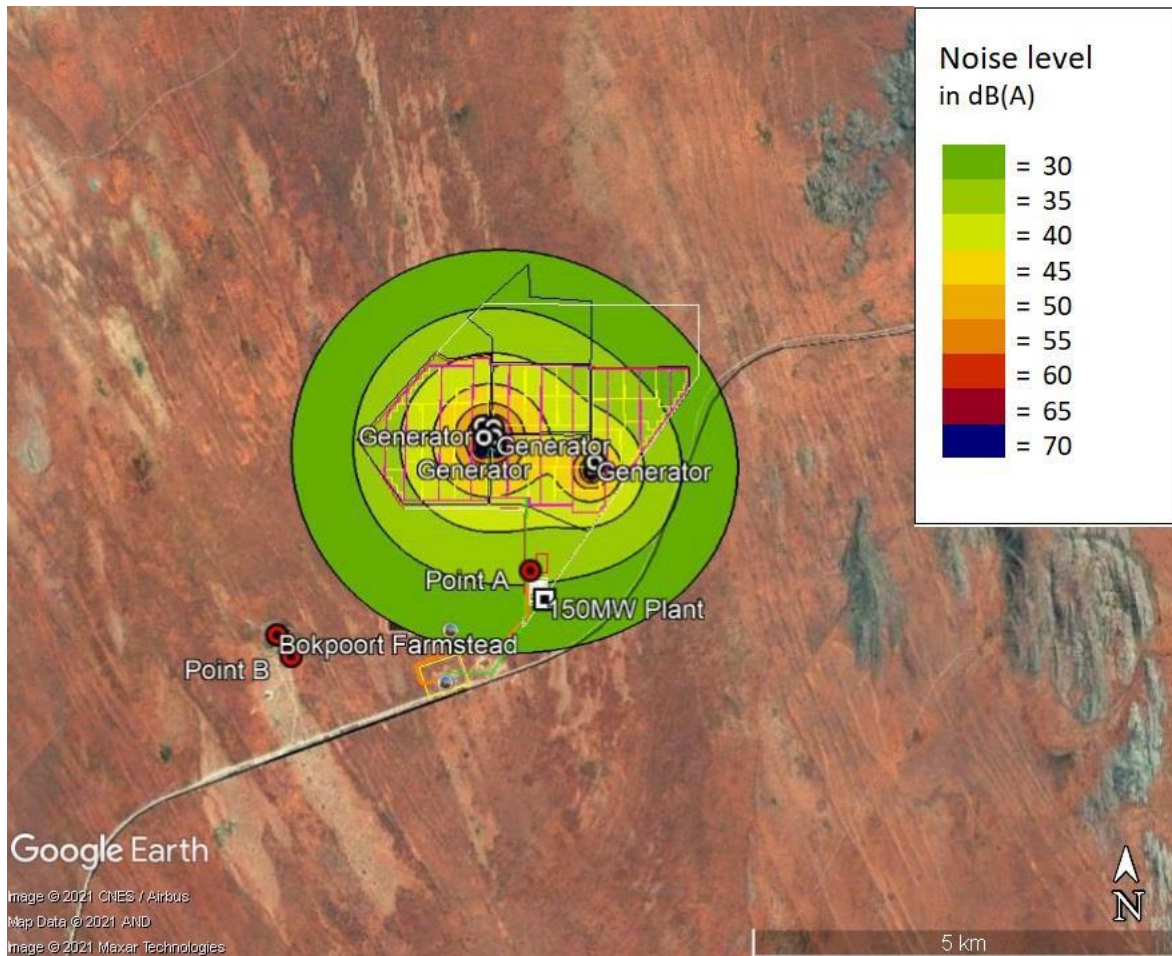 Noise level
in dB(A)
= 30
= 35
= 40
= 45
= 50
= 55
= 60
= 65
= 70
Generator
Generator
Generator
Generator
Point A
150MW Plant
Bokpoort Farmstead
Point B
Google Earth
Image © 2021 CNES / Airbus
Map Data © 2021 AND
Image © 2021 Maxar Technologies
N
5 km